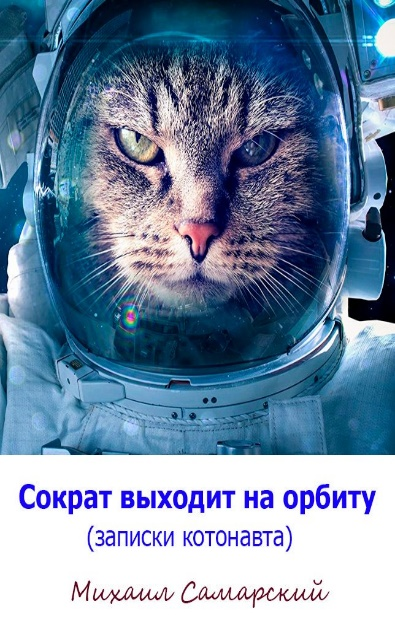 Сократ выходит на орбиту
(записки котонавта)
Михаил Самарский